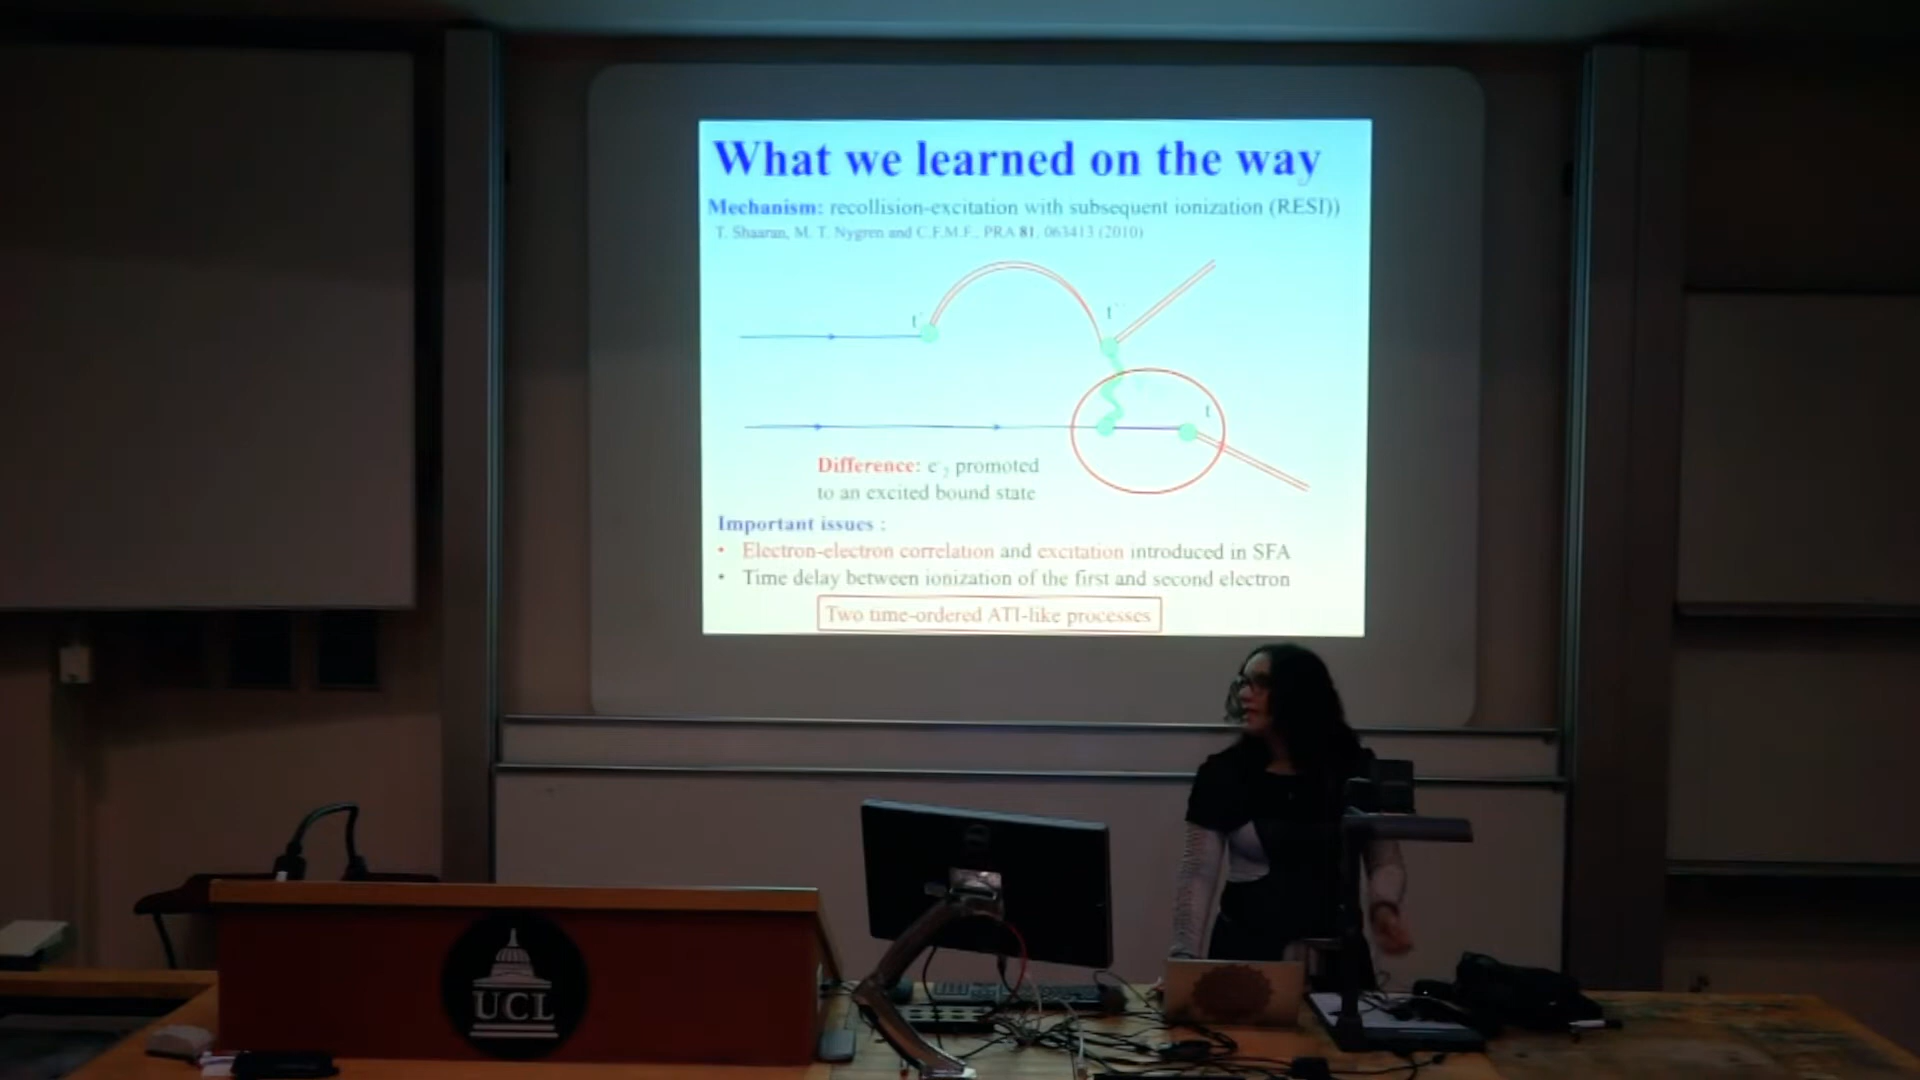 What we learned on the way
Mechanism: recollision-excitation with subsequent ionization (RESI))
T. Shaaran, M. T. Nygren and C.F.M.F., PRA 81, 063413 (2010)
t'
t''
t
Difference: e⁻₂ promoted
to an excited bound state
Important issues :
• Electron-electron correlation and excitation introduced in SFA
• Time delay between ionization of the first and second electron
Two time-ordered ATI-like processes
UCL